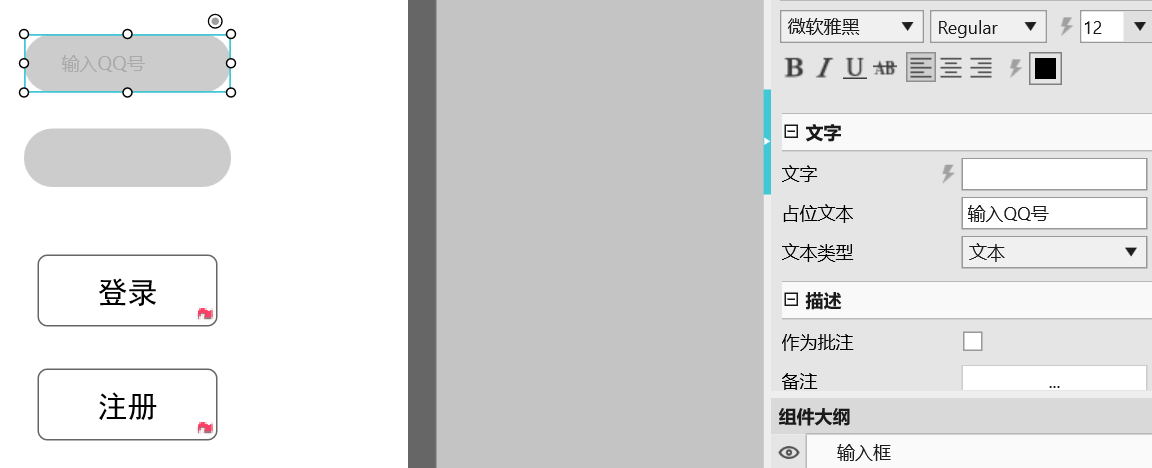 输入QQ号
登录
注册
微软雅黑
Regular
12
B I U AB
文字
文字
占位文本
输入QQ号
文本类型
文本
描述
作为批注
备注
...
组件大纲
输入框